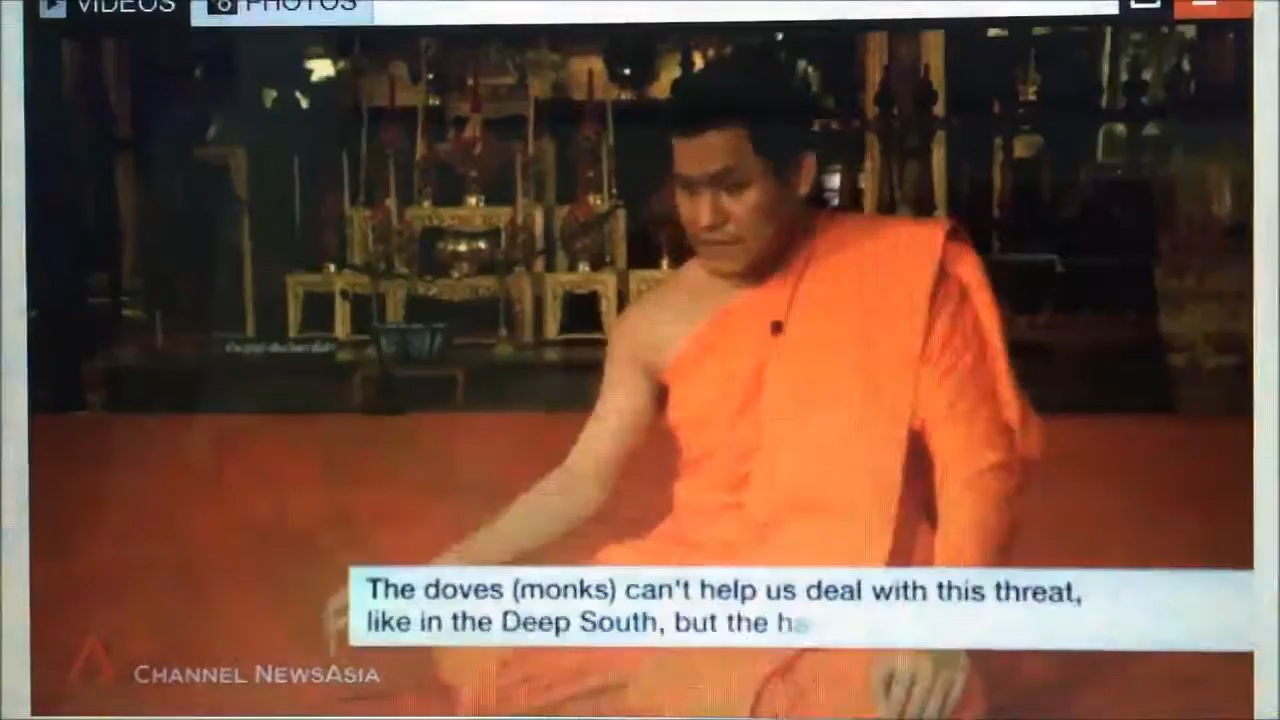 VIDEOS
PHOTOS
The doves (monks) can't help us deal with this threat,
like in the Deep South, but the ha
CHANNEL NEWSASIA